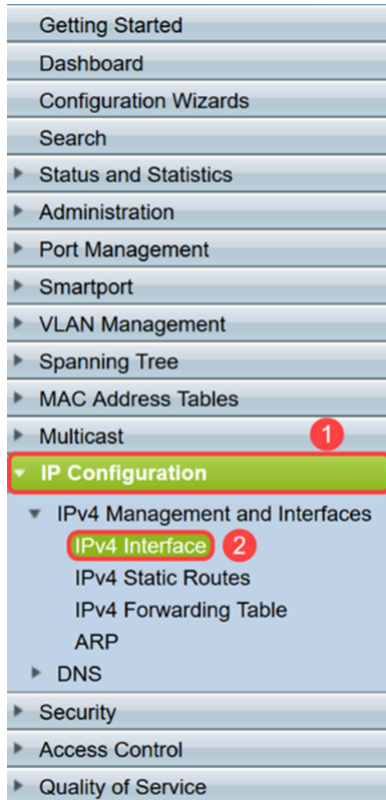 Getting Started
Dashboard
Configuration Wizards
Search
Status and Statistics
Administration
Port Management
Smartport
VLAN Management
Spanning Tree
MAC Address Tables
Multicast 1
IP Configuration
IPv4 Management and Interfaces
IPv4 Interface 2
IPv4 Static Routes
IPv4 Forwarding Table
ARP
DNS
Security
Access Control
Quality of Service